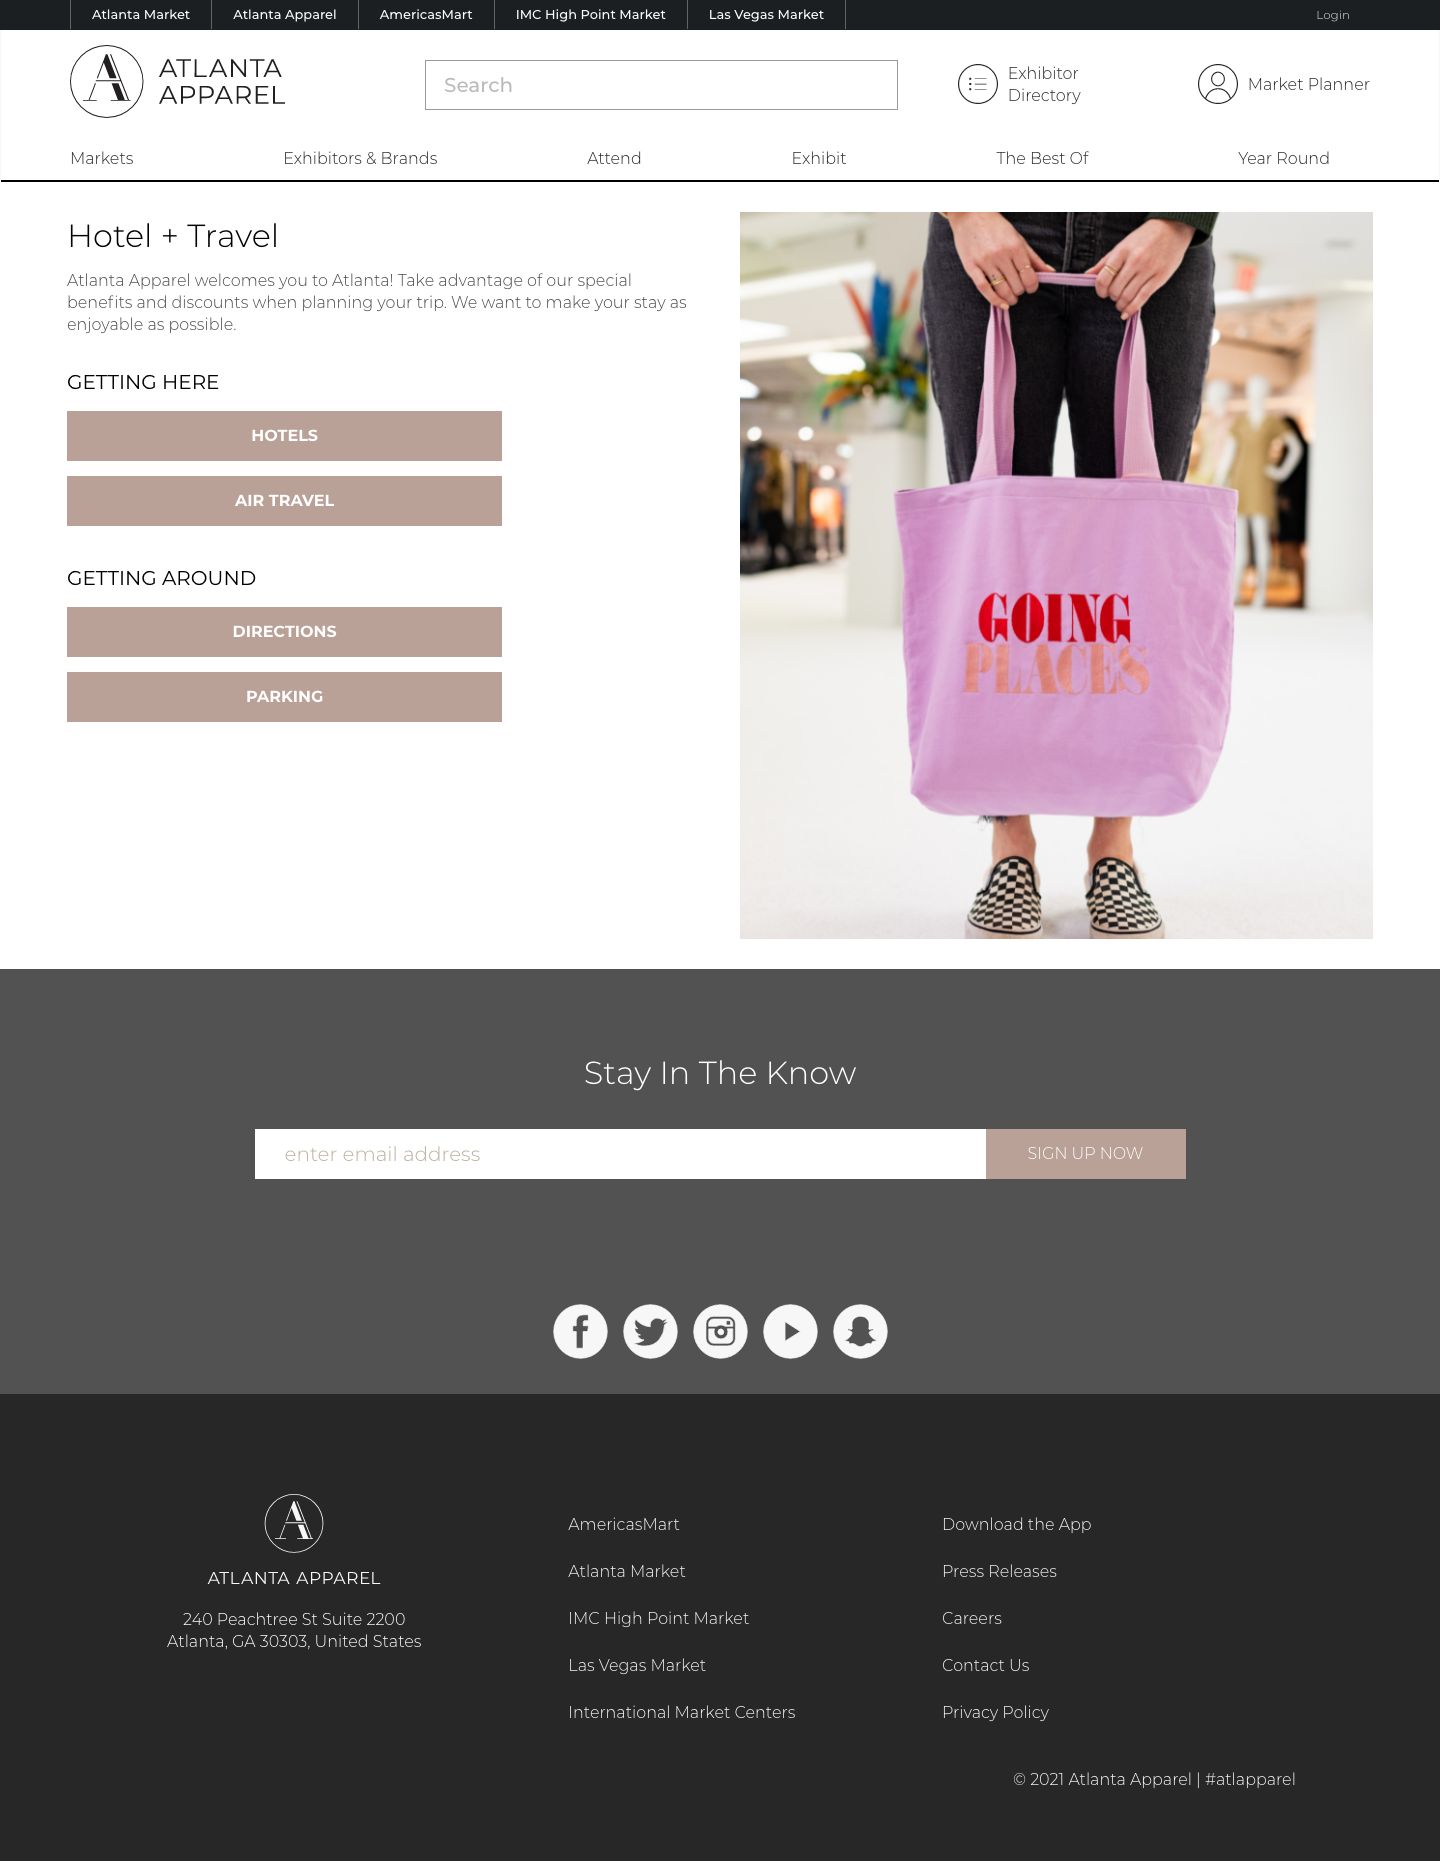 Atlanta Market
Atlanta Apparel
AmericasMart
IMC High Point Market
Las Vegas Market
Login
ATLANTA
APPAREL
Search
Exhibitor
Directory
Market Planner
Markets
Exhibitors & Brands
Attend
Exhibit
The Best Of
Year Round
Hotel + Travel
Atlanta Apparel welcomes you to Atlanta! Take advantage of our special
benefits and discounts when planning your trip. We want to make your stay as
enjoyable as possible.
GETTING HERE
HOTELS
AIR TRAVEL
GETTING AROUND
DIRECTIONS
PARKING
GOING
PLACES
Stay In The Know
enter email address
SIGN UP NOW
ATLANTA APPAREL
240 Peachtree St Suite 2200
Atlanta, GA 30303, United States
AmericasMart
Atlanta Market
IMC High Point Market
Las Vegas Market
International Market Centers
Download the App
Press Releases
Careers
Contact Us
Privacy Policy
© 2021 Atlanta Apparel | #atlapparel